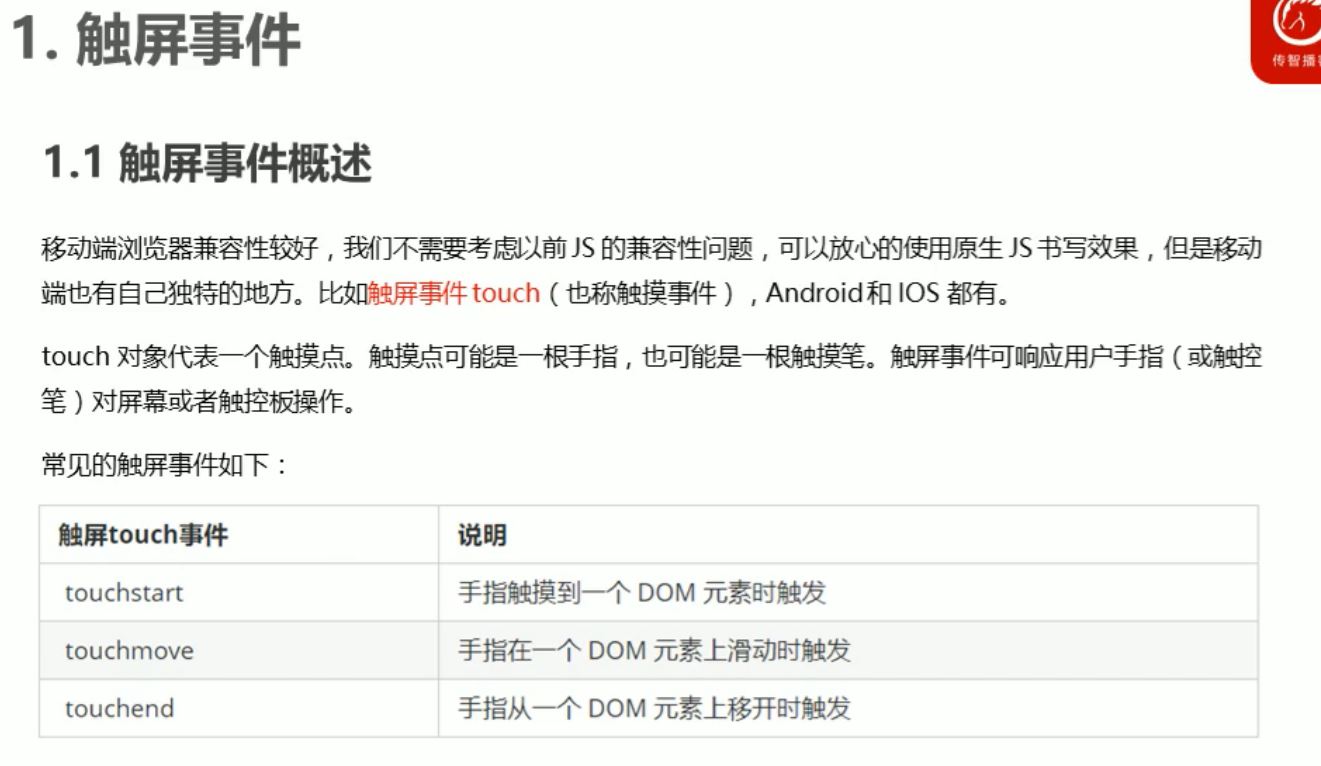 1. 触屏事件
传智播
1.1 触屏事件概述
移动端浏览器兼容性较好，我们不需要考虑以前 JS 的兼容性问题，可以放心的使用原生 JS 书写效果，但是移动
端也有自己独特的地方。比如触屏事件 touch（也称触摸事件），Android 和 IOS 都有。
touch 对象代表一个触摸点。触摸点可能是一根手指，也可能是一根触摸笔。触屏事件可响应用户手指（或触控
笔）对屏幕或者触控板操作。
常见的触屏事件如下：
触屏touch事件 说明
touchstart 手指触摸到一个 DOM 元素时触发
touchmove 手指在一个 DOM 元素上滑动时触发
touchend 手指从一个 DOM 元素上移开时触发